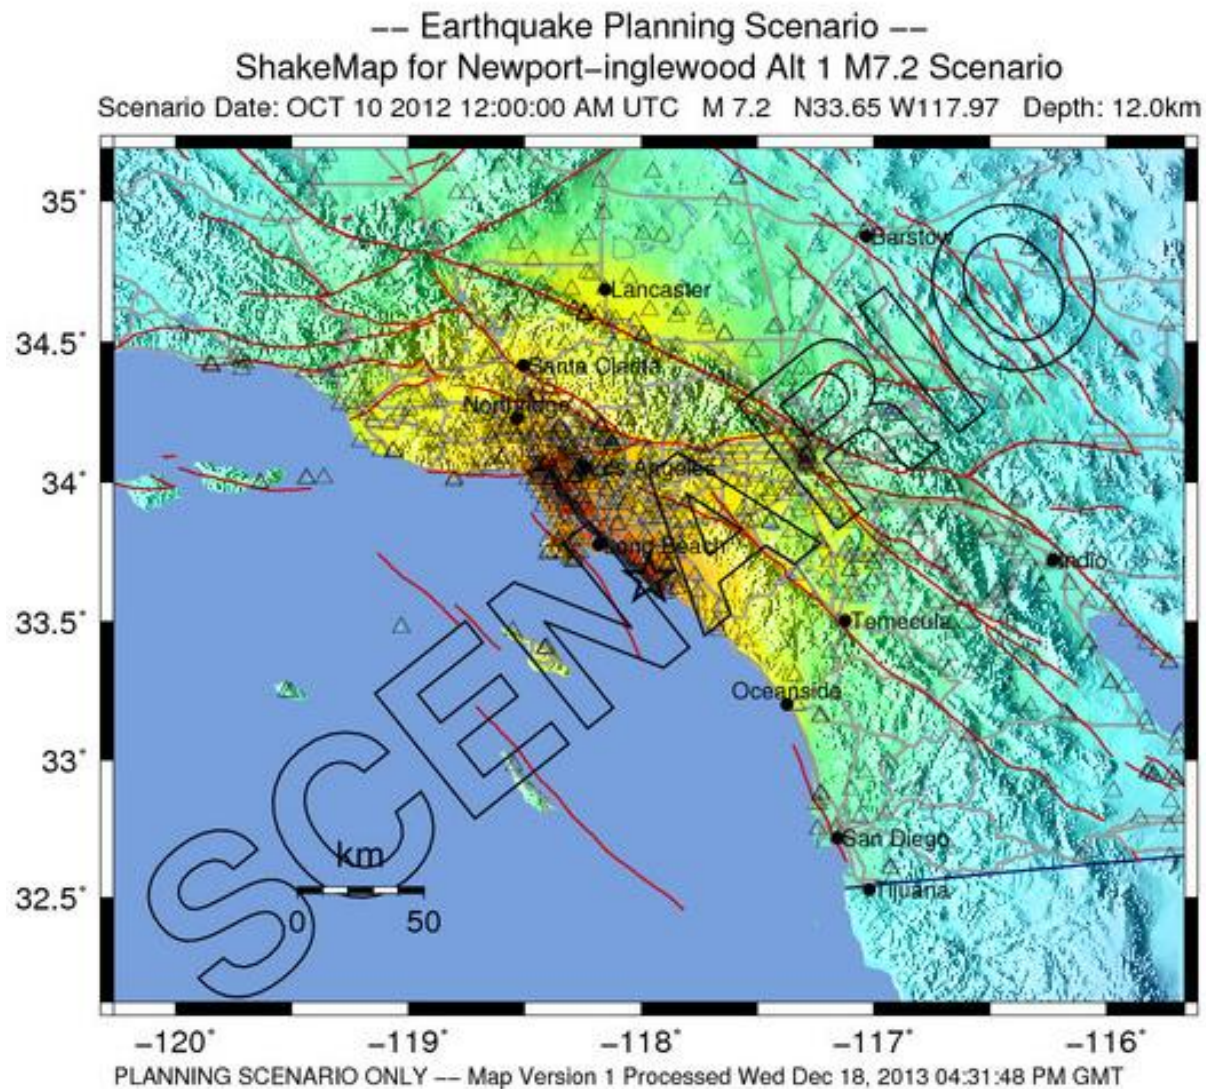 -- Earthquake Planning Scenario --
ShakeMap for Newport-inglewood Alt 1 M7.2 Scenario
Scenario Date: OCT 10 2012 12:00:00 AM UTC M 7.2 N33.65 W117.97 Depth: 12.0km
35°
34.5°
34°
33.5°
33°
32.5°
Barstow
Lancaster
Santa Clarita
Northridge
Los Angeles
Long Beach
Indio
Temecula
Oceanside
San Diego
Tijuana
SCENARIO
km
0 50
-120° -119° -118° -117° -116°
PLANNING SCENARIO ONLY -- Map Version 1 Processed Wed Dec 18, 2013 04:31:48 PM GMT